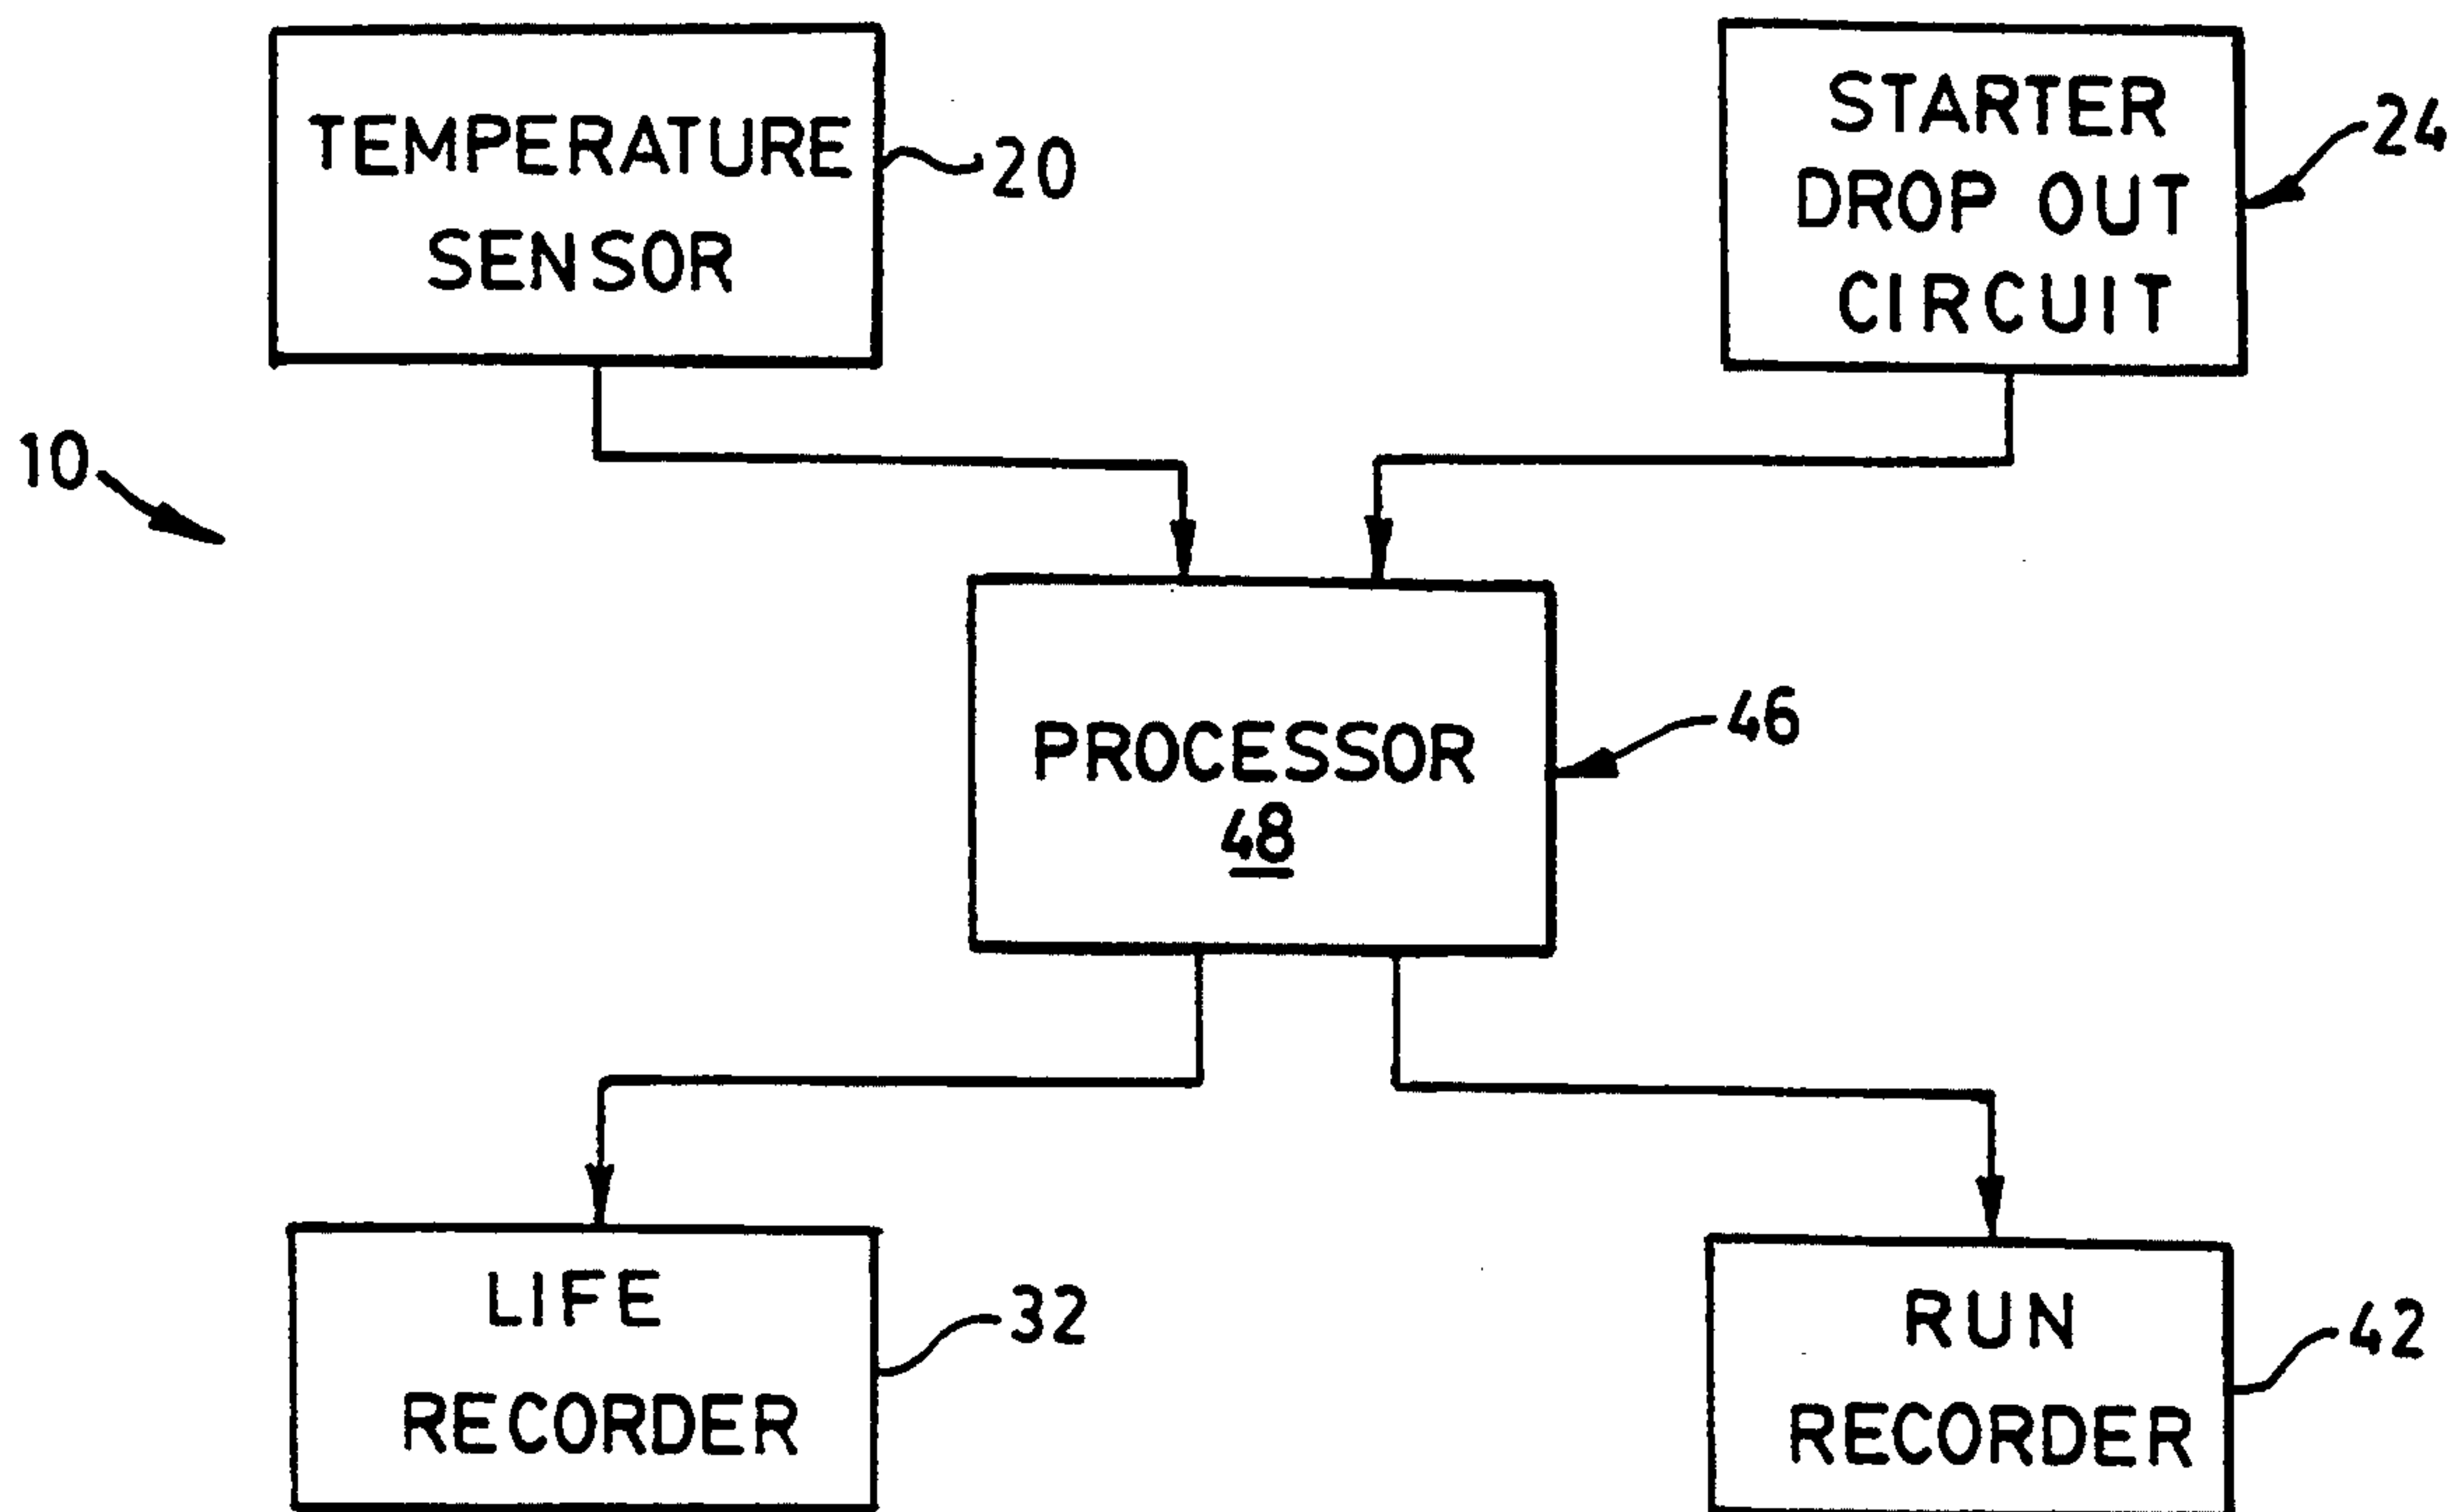 TEMPERATURE
SENSOR
20
STARTER
DROP OUT
CIRCUIT
24
10
PROCESSOR
48
46
LIFE
RECORDER
32
RUN
RECORDER
42